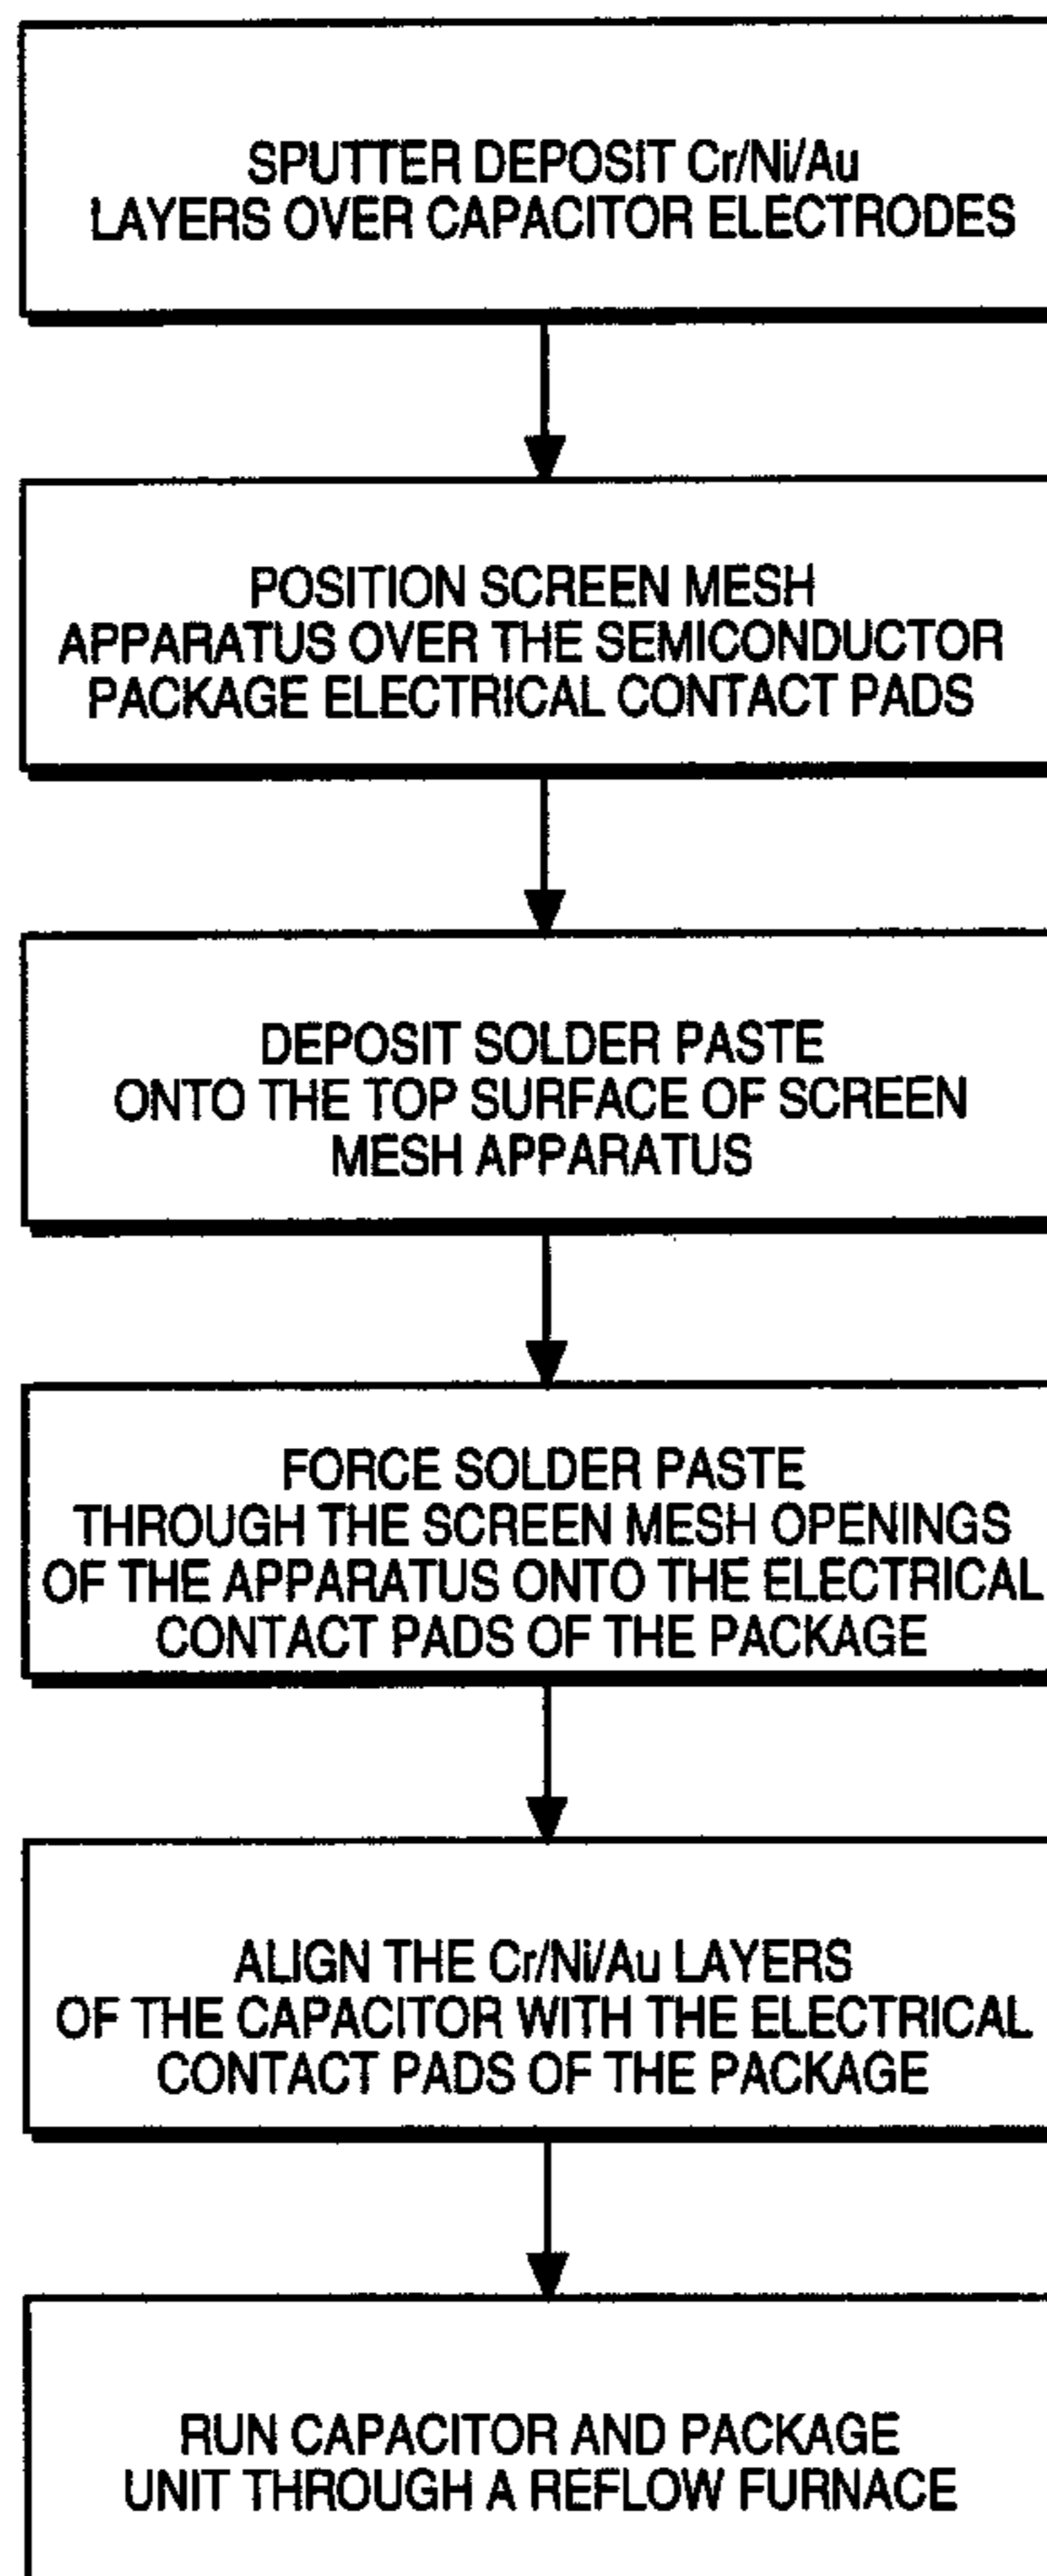 SPUTTER DEPOSIT Cr/Ni/Au
LAYERS OVER CAPACITOR ELECTRODES
POSITION SCREEN MESH
APPARATUS OVER THE SEMICONDUCTOR
PACKAGE ELECTRICAL CONTACT PADS
DEPOSIT SOLDER PASTE
ONTO THE TOP SURFACE OF SCREEN
MESH APPARATUS
FORCE SOLDER PASTE
THROUGH THE SCREEN MESH OPENINGS
OF THE APPARATUS ONTO THE ELECTRICAL
CONTACT PADS OF THE PACKAGE
ALIGN THE Cr/Ni/Au LAYERS
OF THE CAPACITOR WITH THE ELECTRICAL
CONTACT PADS OF THE PACKAGE
RUN CAPACITOR AND PACKAGE
UNIT THROUGH A REFLOW FURNACE